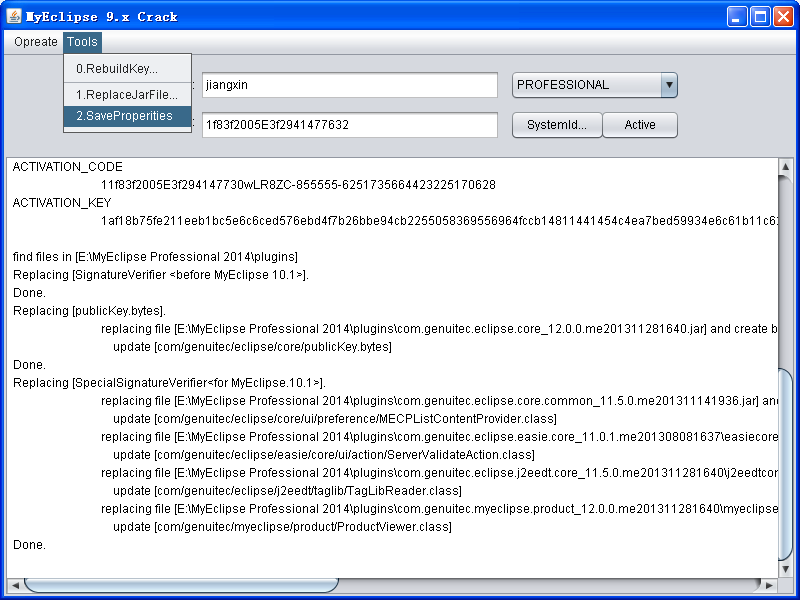 MyEclipse 9.x Crack
Opreate Tools
0.RebuildKey...
: jiangxin PROFESSIONAL
1.ReplaceJarFile...
2.SaveProperities
: 1f83f2005E3f2941477632 SystemId... Active
ACTIVATION_CODE
11f83f2005E3f294147730wLR8ZC-855555-6251735664423225170628
ACTIVATION_KEY
1af18b75fe211eeb1bc5e6c6ced576ebd4f7b26bbe94cb2255058369556964fccb14811441454c4ea7bed59934e6c61b11c6
find files in [E:\MyEclipse Professional 2014\plugins]
Replacing [SignatureVerifier <before MyEclipse 10.1>].
Done.
Replacing [publicKey.bytes].
replacing file [E:\MyEclipse Professional 2014\plugins\com.genuitec.eclipse.core_12.0.0.me201311281640.jar] and create b
update [com/genuitec/eclipse/core/publicKey.bytes]
Done.
Replacing [SpecialSignatureVerifier<for MyEclipse.10.1>].
replacing file [E:\MyEclipse Professional 2014\plugins\com.genuitec.eclipse.core.common_11.5.0.me201311141936.jar] and
update [com/genuitec/eclipse/core/ui/preference/MECPListContentProvider.class]
replacing file [E:\MyEclipse Professional 2014\plugins\com.genuitec.eclipse.easie.core_11.0.1.me201308081637\easiecore
update [com/genuitec/eclipse/easie/core/ui/action/ServerValidateAction.class]
replacing file [E:\MyEclipse Professional 2014\plugins\com.genuitec.eclipse.j2eedt.core_11.5.0.me201311281640\j2eedtcor
update [com/genuitec/eclipse/j2eedt/taglib/TagLibReader.class]
replacing file [E:\MyEclipse Professional 2014\plugins\com.genuitec.myeclipse.product_12.0.0.me201311281640\myeclipse
update [com/genuitec/myeclipse/product/ProductViewer.class]
Done.